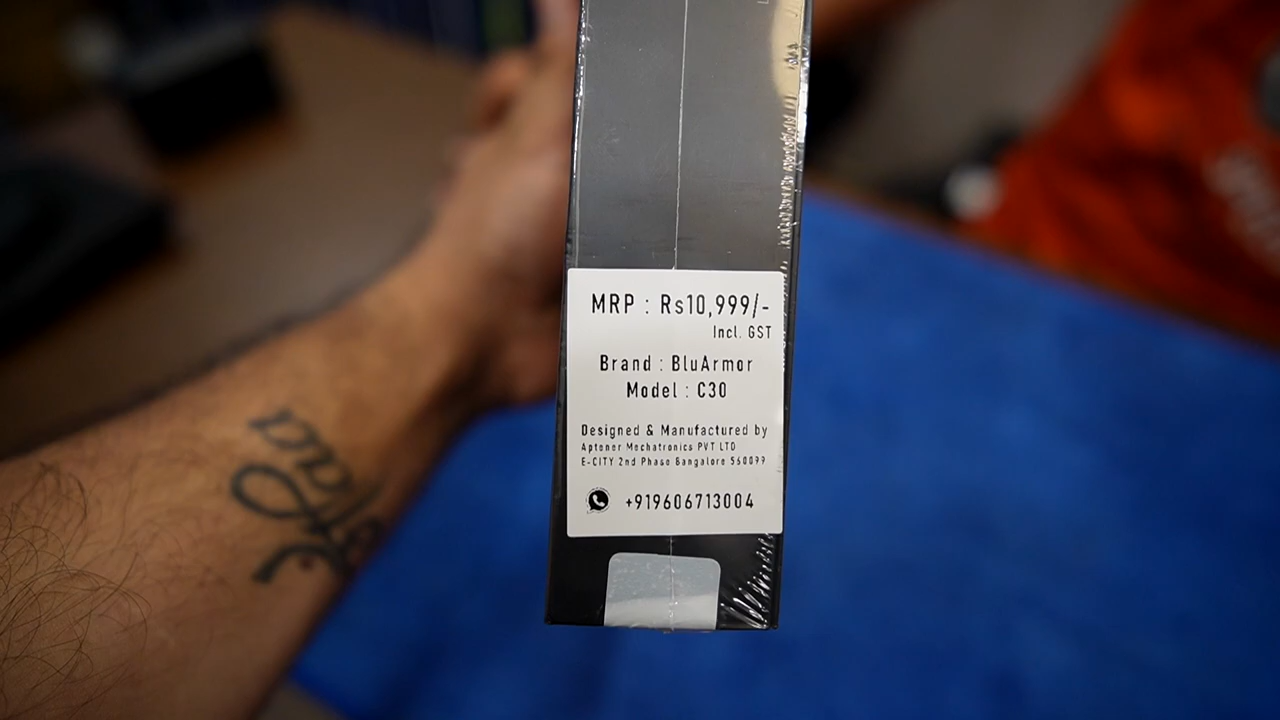 MRP : Rs10,999/-
Incl. GST
Brand : BluArmor
Model : C30
Designed & Manufactured by
Aptener Mechatronics PVT LTD
E-CITY 2nd Phase Bangalore 560099
+919606713004